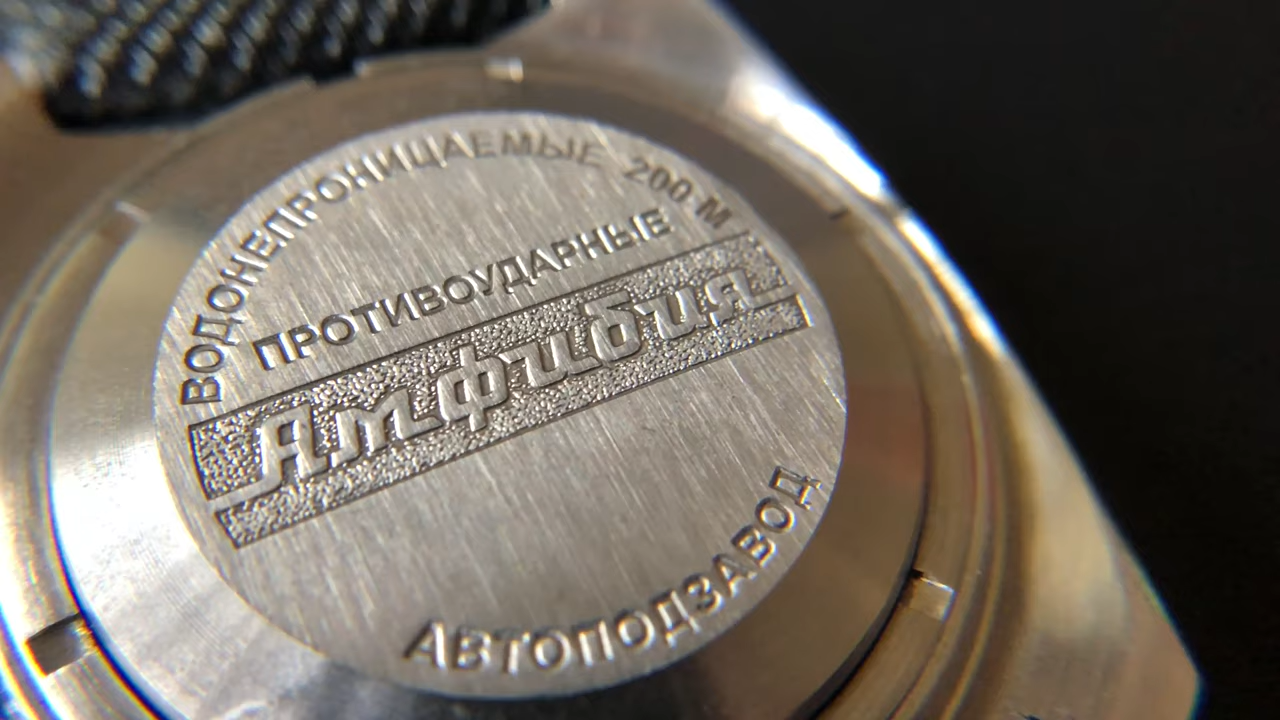 ВОДОНЕПРОНИЦАЕМЫЕ 200 М
ПРОТИВОУДАРНЫЕ
Амфибия
АВТОПОДЗАВОД